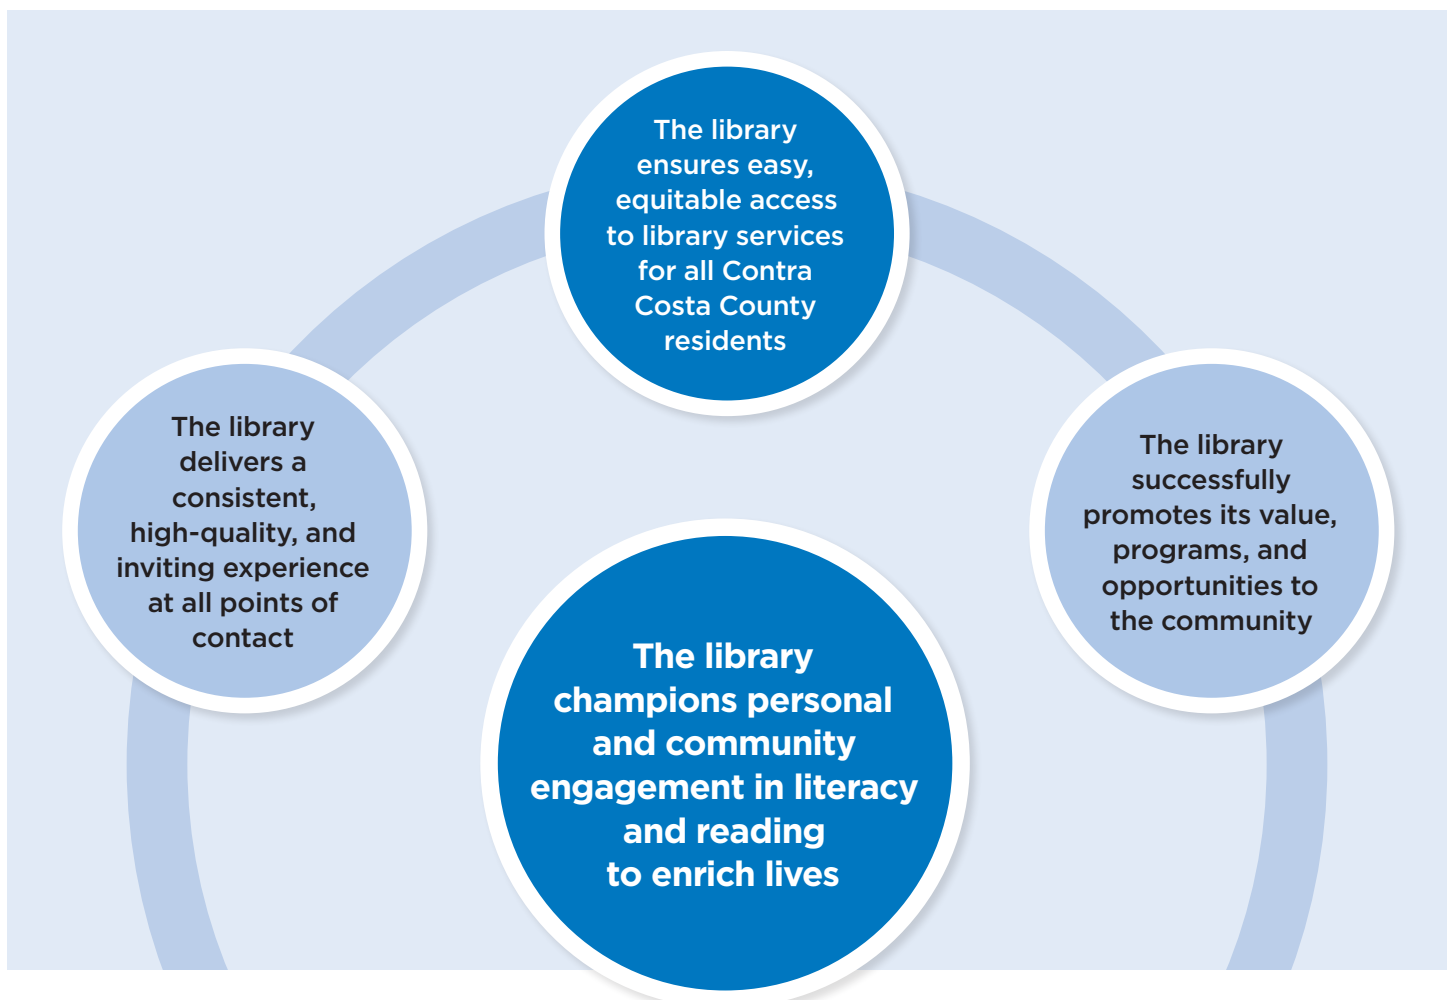 The library
ensures easy,
equitable access
to library services
for all Contra
Costa County
residents
The library
delivers a
consistent,
high-quality, and
inviting experience
at all points of
contact
The library
successfully
promotes its value,
programs, and
opportunities to
the community
The library
champions personal
and community
engagement in literacy
and reading
to enrich lives